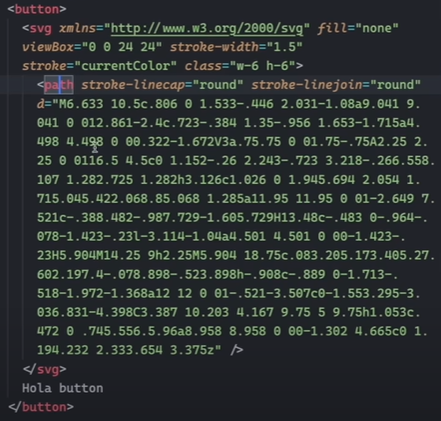 <button>
<svg xmlns="http://www.w3.org/2000/svg" fill="none"
viewBox="0 0 24 24" stroke-width="1.5"
stroke="currentColor" class="w-6 h-6">
<path stroke-linecap="round" stroke-linejoin="round"
d="M6.633 10.5c.806 0 1.533-.446 2.031-1.08a9.041 9.
041 0 012.861-2.4c.723-.384 1.35-.956 1.653-1.715a4.
498 4.498 0 00.322-1.672V3a.75.75 0 01.75-.75A2.25 2.
25 0 0116.5 4.5c0 1.152-.26 2.243-.723 3.218-.266.558.
107 1.282.725 1.282h3.126c1.026 0 1.945.694 2.054 1.
715.045.422.068.85.068 1.285a11.95 11.95 0 01-2.649 7.
521c-.388.482-.987.729-1.605.729H13.48c-.483 0-.964-.
078-1.423-.23l-3.114-1.04a4.501 4.501 0 00-1.423-.
23H5.904M14.25 9h2.25M5.904 18.75c.083.205.173.405.27.
602.197.4-.078.898-.523.898h-.908c-.889 0-1.713-.
518-1.972-1.368a12 12 0 01-.521-3.507c0-1.553.295-3.
036.831-4.398C3.387 10.203 4.167 9.75 5 9.75h1.053c.
472 0 .745.556.5.96a8.958 8.958 0 00-1.302 4.665c0 1.
194.232 2.333.654 3.375z" />
</svg>
Hola button
</button>